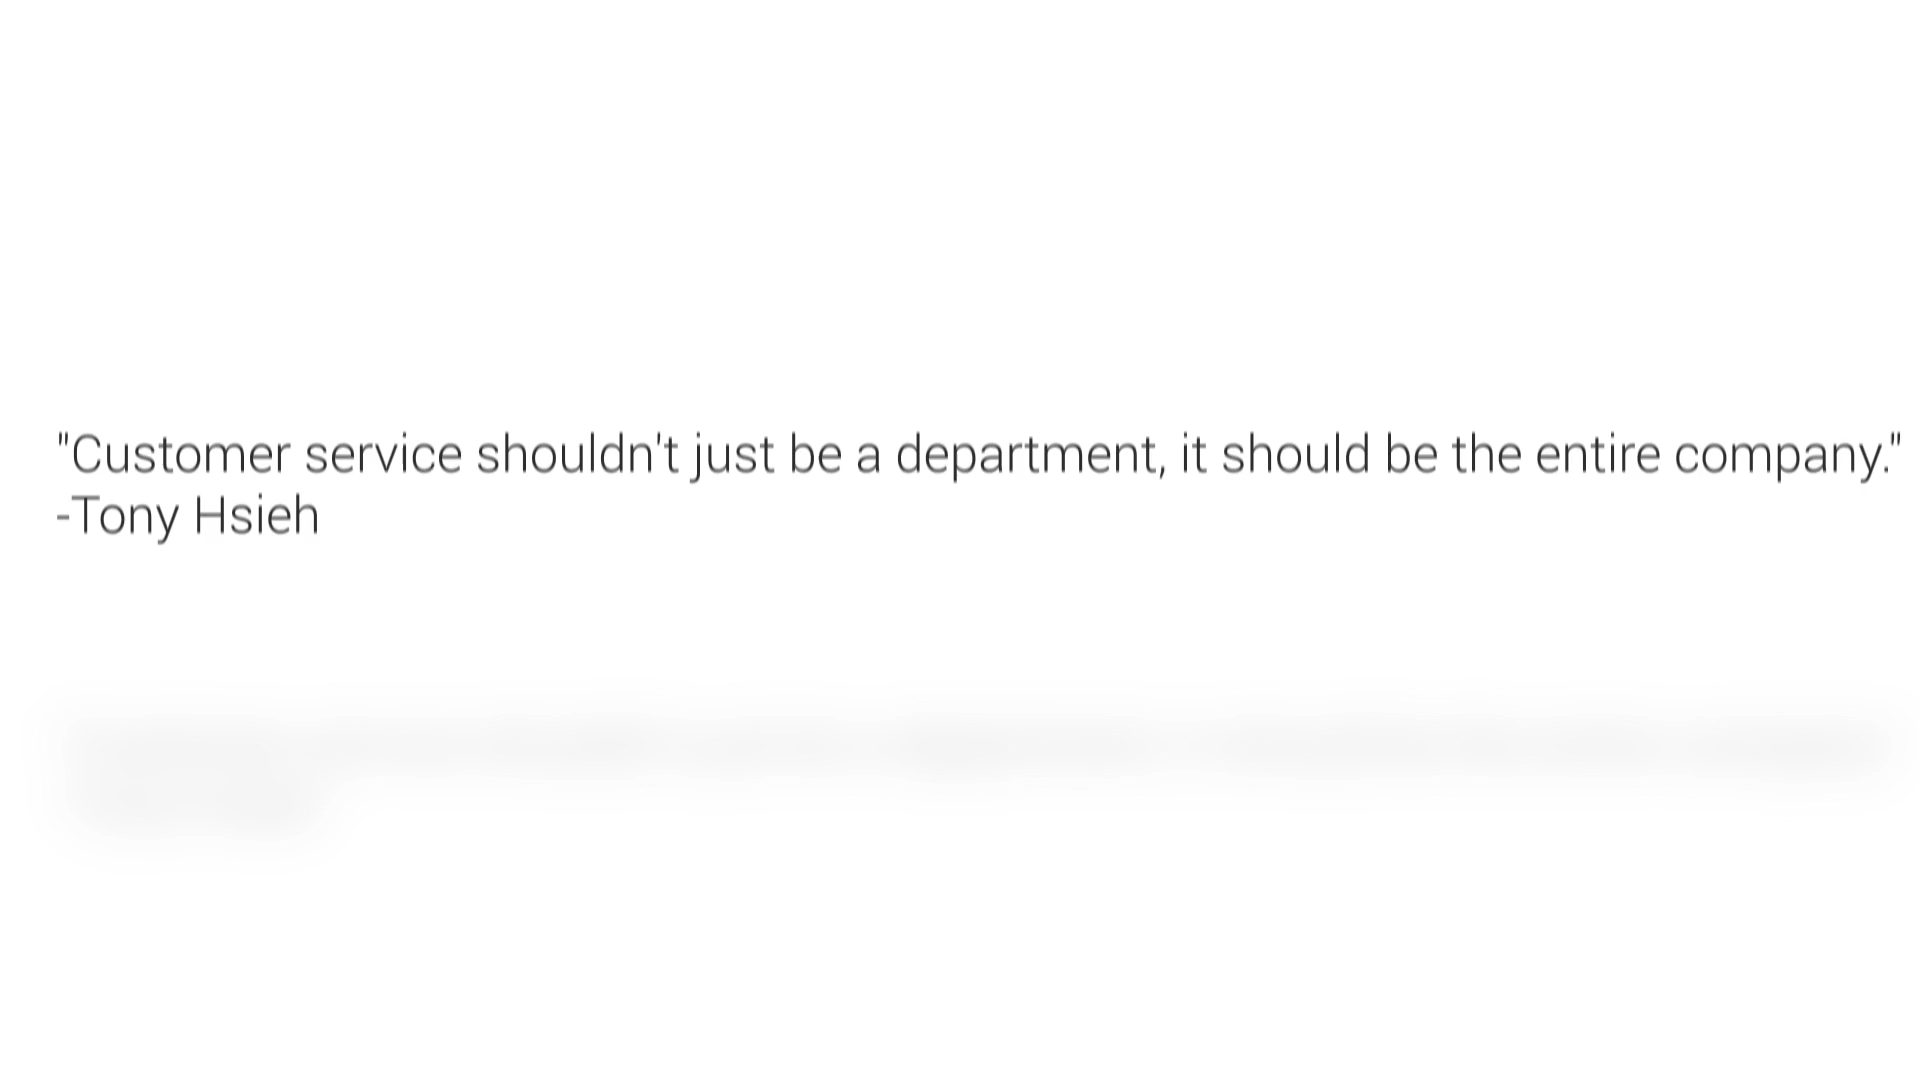 "Customer service shouldn't just be a department, it should be the entire company."
-Tony Hsieh